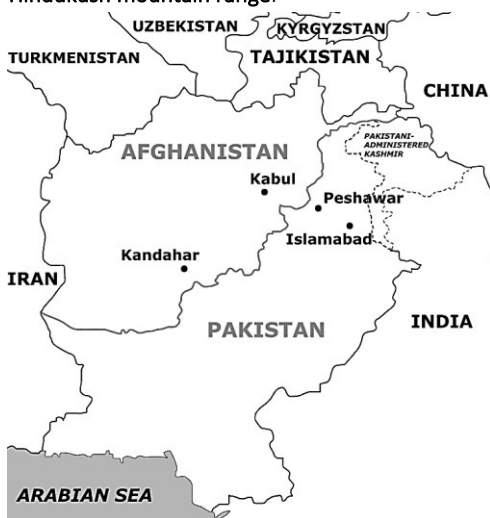 Hindukush mountain range.
UZBEKISTAN
KYRGYZSTAN
TURKMENISTAN
TAJIKISTAN
CHINA
PAKISTANI-
ADMINISTERED
KASHMIR
AFGHANISTAN
Kabul
Peshawar
Islamabad
Kandahar
IRAN
PAKISTAN
INDIA
ARABIAN SEA